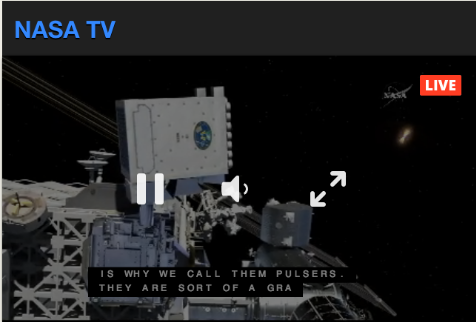 NASA TV
NASA
LIVE
IS WHY WE CALL THEM PULSERS.
THEY ARE SORT OF A GRA